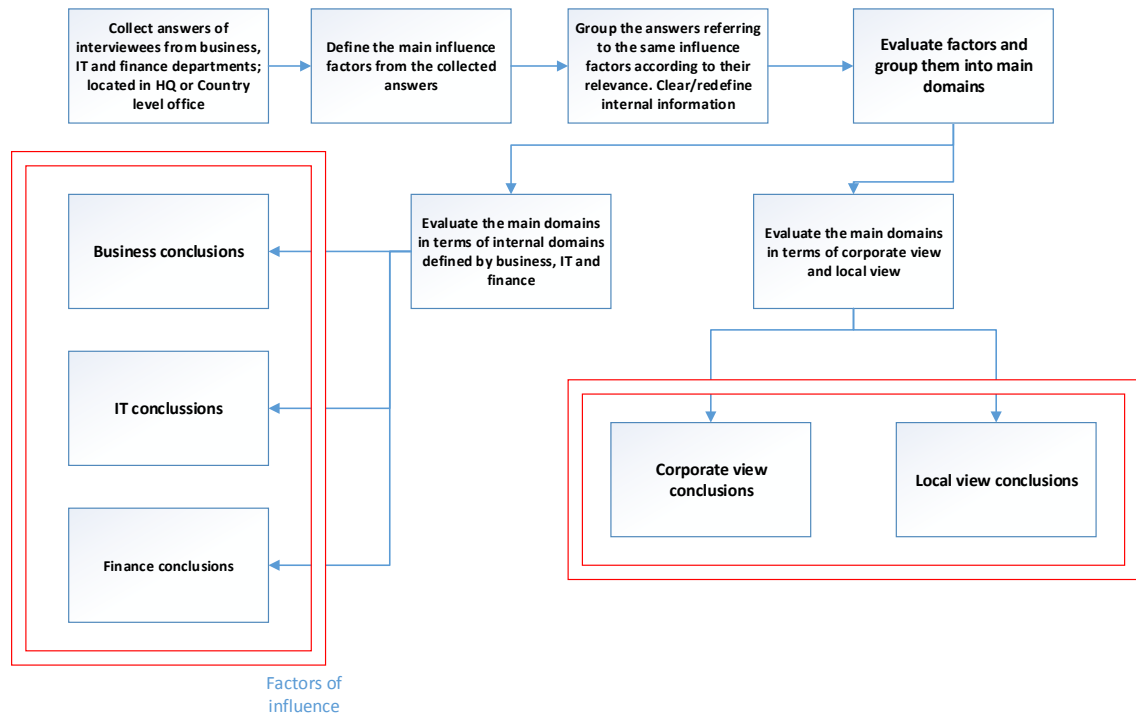 Collect answers of
interviewees from business,
IT and finance departments;
located in HQ or Country
level office
Define the main influence
factors from the collected
answers
Group the answers referring
to the same influence
factors according to their
relevance. Clear/redefine
internal information
Evaluate factors and
group them into main
domains
Evaluate the main domains
in terms of internal domains
defined by business, IT and
finance
Evaluate the main domains
in terms of corporate view
and local view
Business conclusions
IT conclussions
Finance conclusions
Corporate view
conclusions
Local view conclusions
Factors of
influence